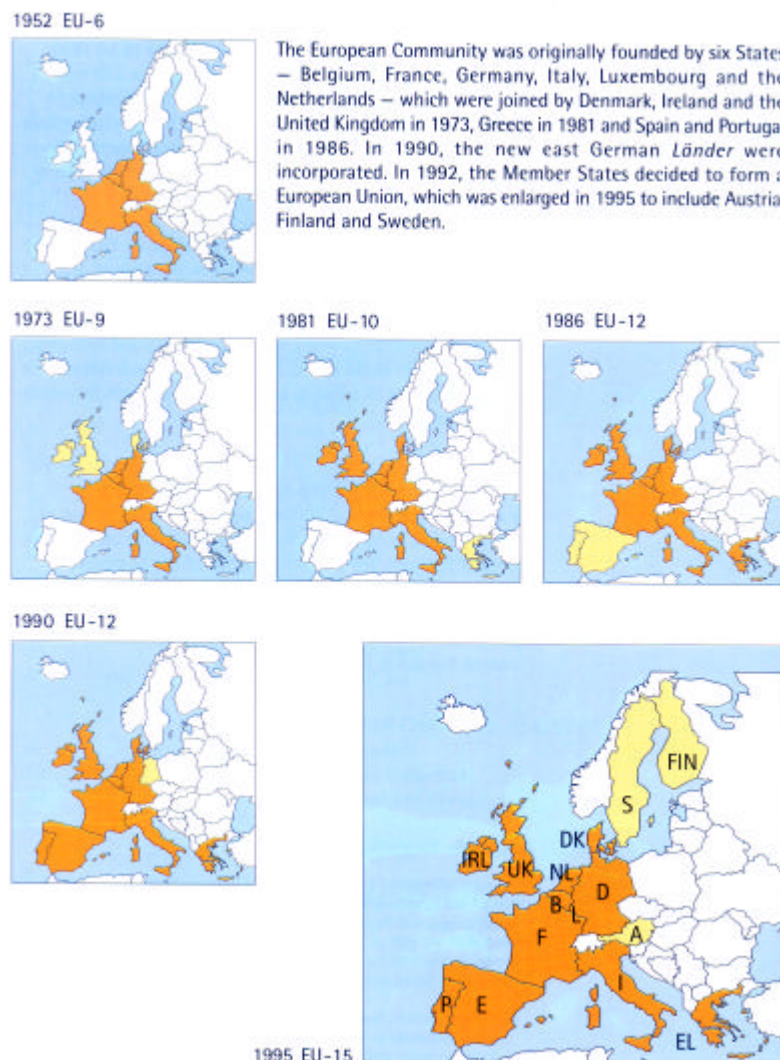 1952 EU-6
The European Community was originally founded by six States
— Belgium, France, Germany, Italy, Luxembourg and the
Netherlands — which were joined by Denmark, Ireland and the
United Kingdom in 1973, Greece in 1981 and Spain and Portugal
in 1986. In 1990, the new east German Länder were
incorporated. In 1992, the Member States decided to form a
European Union, which was enlarged in 1995 to include Austria,
Finland and Sweden.
1973 EU-9
1981 EU-10
1986 EU-12
1990 EU-12
FIN
S
DK
IRL
UK
NL
D
B
L
F
A
I
P
E
EL
1995 EU-15